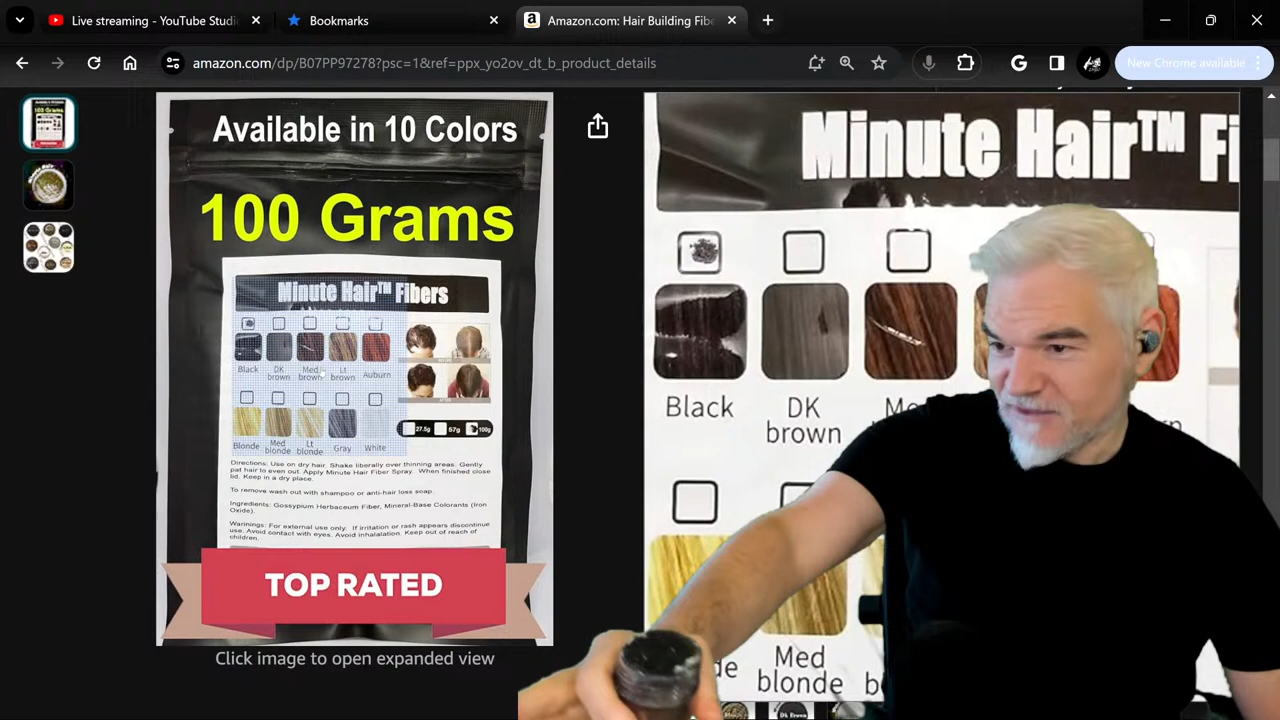 Live streaming - YouTube Studi
Bookmarks
Amazon.com: Hair Building Fibe
amazon.com/dp/B07PP97278?psc=1&ref=ppx_yo2ov_dt_b_product_details
New Chrome available
Available in 10 Colors
100 Grams
Minute Hair™ Fibers
Black
DK brown
Med brown
Lt brown
Auburn
Blonde
Med blonde
Lt blonde
Gray
White
27.5g
57g
100g
Directions: Use on dry hair. Shake liberally over thinning areas. Gently
pat hair to even out. Apply Minute Hair Fiber Spray. When finished close
lid. Keep in a dry place.
To remove wash out with shampoo or anti-hair loss soap.
Ingredients: Gossypium Herbaceum Fiber, Mineral-Base Colorants (Iron
Oxide).
Warinings: For external use only. If irritation or rash appears discontinue
use. Avoid contact with eyes. Avoid inhalalation. Keep out of reach of
children.
TOP RATED
Click image to open expanded view
Minute Hair™ Fi
Black
DK
brown
Me
de
Med
blonde
b